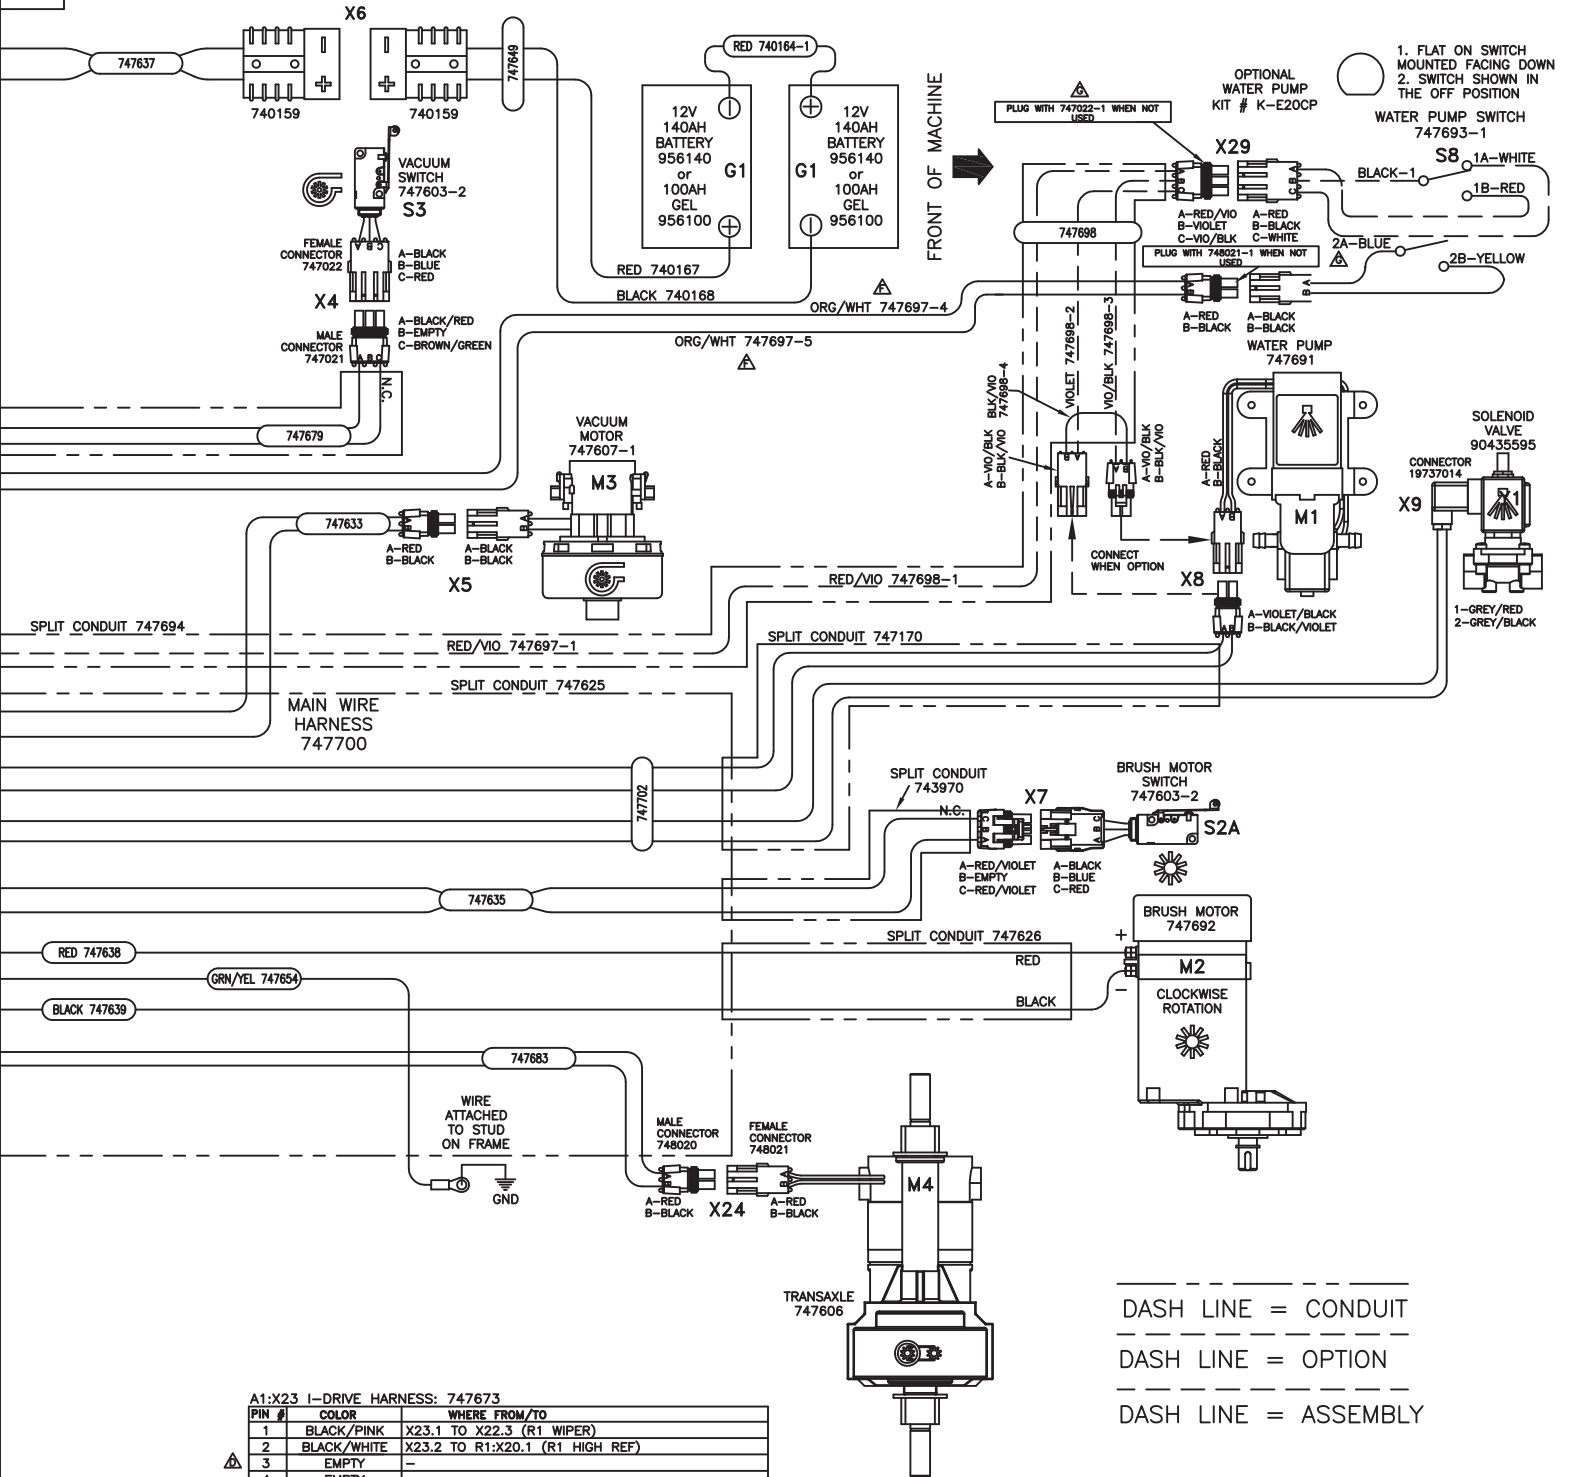 X6
747637
747649
740159
740159
RED 740164-1
12V
140AH
BATTERY
956140
or
100AH
GEL
956100
G1
G1
12V
140AH
BATTERY
956140
or
100AH
GEL
956100
FRONT OF MACHINE
G
PLUG WITH 747022-1 WHEN NOT
USED
OPTIONAL
WATER PUMP
KIT # K-E20CP
1. FLAT ON SWITCH
MOUNTED FACING DOWN
2. SWITCH SHOWN IN
THE OFF POSITION
WATER PUMP SWITCH
747693-1
S8
X29
1A-WHITE
BLACK-1
1B-RED
A
B
C
A
B
C
A-RED/VIO
B-VIOLET
C-VIO/BLK
A-RED
B-BLACK
C-WHITE
747698
PLUG WITH 748021-1 WHEN NOT
USED
G
2A-BLUE
2B-YELLOW
A
B
A
B
A-RED
B-BLACK
A-BLACK
B-BLACK
VACUUM
SWITCH
747603-2
S3
FEMALE
CONNECTOR
747022
A B C
A-BLACK
B-BLUE
C-RED
X4
MALE
CONNECTOR
747021
A B C
A-BLACK/RED
B-EMPTY
C-BROWN/GREEN
N.C.
747679
RED 740167
BLACK 740168
F
ORG/WHT 747697-4
ORG/WHT 747697-5
F
VIOLET 747698-2
VIO/BLK 747698-3
BLK/VIO
747698-4
A-VIO/BLK
B-BLK/VIO
B A
A B
A-VIO/BLK
B-BLK/VIO
CONNECT
WHEN OPTION
WATER PUMP
747691
A-RED
B-BLACK
A B
M1
X8
A B
A-VIOLET/BLACK
B-BLACK/VIOLET
SOLENOID
VALVE
90435595
CONNECTOR
19737014
X9
Y1
1-GREY/RED
2-GREY/BLACK
VACUUM
MOTOR
747607-1
M3
747633
A
B
A
B
A-RED
B-BLACK
A-BLACK
B-BLACK
X5
SPLIT CONDUIT 747694
RED/VIO 747697-1
RED/VIO 747698-1
SPLIT CONDUIT 747170
SPLIT CONDUIT 747625
MAIN WIRE
HARNESS
747700
747702
SPLIT CONDUIT
743970
N.C.
X7
C
B
A
C
B
A
A-RED/VIOLET
B-EMPTY
C-RED/VIOLET
A-BLACK
B-BLUE
C-RED
BRUSH MOTOR
SWITCH
747603-2
S2A
747635
SPLIT CONDUIT 747626
RED 747638
RED
GRN/YEL 747654
BLACK 747639
BLACK
+
-
BRUSH MOTOR
747692
M2
CLOCKWISE
ROTATION
747683
WIRE
ATTACHED
TO STUD
ON FRAME
GND
MALE
CONNECTOR
748020
FEMALE
CONNECTOR
748021
A
B
A
B
A-RED
B-BLACK
X24
A-RED
B-BLACK
M4
TRANSAXLE
747606
DASH LINE = CONDUIT
DASH LINE = OPTION
DASH LINE = ASSEMBLY
A1:X23 I-DRIVE HARNESS: 747673
PIN # COLOR WHERE FROM/TO
1 BLACK/PINK X23.1 TO X22.3 (R1 WIPER)
2 BLACK/WHITE X23.2 TO R1:X20.1 (R1 HIGH REF)
D 3 EMPTY -